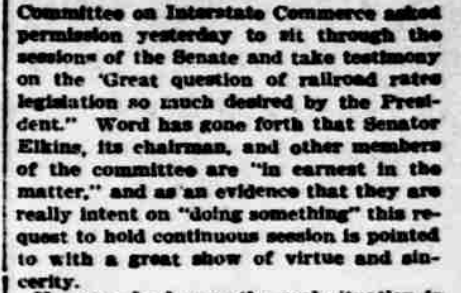 Committee on Interstate Commerce asked
permission yesterday to sit through the
sessions of the Senate and take testimony
on the 'Great question of railroad rates
legislation so much desired by the Presi-
dent." Word has gone forth that Senator
Elkins, its chairman, and other members
of the committee are "in earnest in the
matter," and as an evidence that they are
really intent on "doing something" this re-
quest to hold continuous session is pointed
to with a great show of virtue and sin-
cerity.